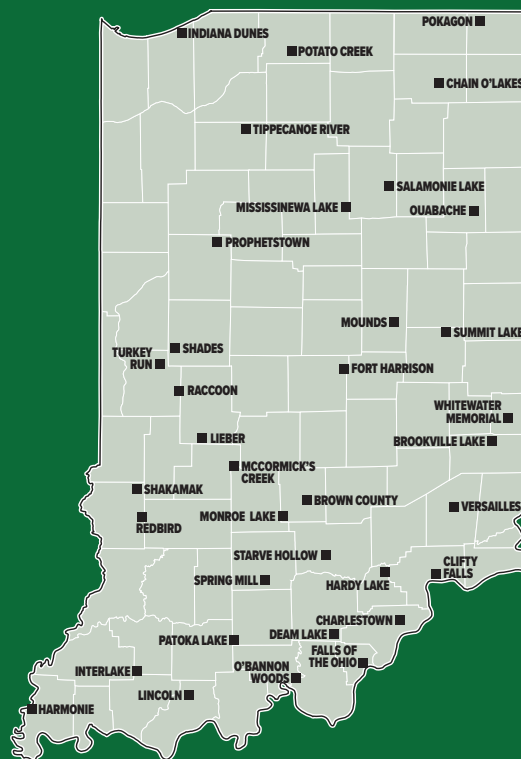 POKAGON
INDIANA DUNES
POTATO CREEK
CHAIN O'LAKES
TIPPECANOE RIVER
SALAMONIE LAKE
MISSISSINEWA LAKE
OUABACHE
PROPHETSTOWN
MOUNDS
SUMMIT LAKE
SHADES
TURKEY
RUN
FORT HARRISON
RACCOON
WHITEWATER
MEMORIAL
LIEBER
BROOKVILLE LAKE
MCCORMICK'S
CREEK
SHAKAMAK
BROWN COUNTY
VERSAILLES
MONROE LAKE
REDBIRD
STARVE HOLLOW
CLIFTY
FALLS
SPRING MILL
HARDY LAKE
CHARLESTOWN
DEAM LAKE
PATOKA LAKE
FALLS OF
THE OHIO
O'BANNON
WOODS
INTERLAKE
LINCOLN
HARMONIE